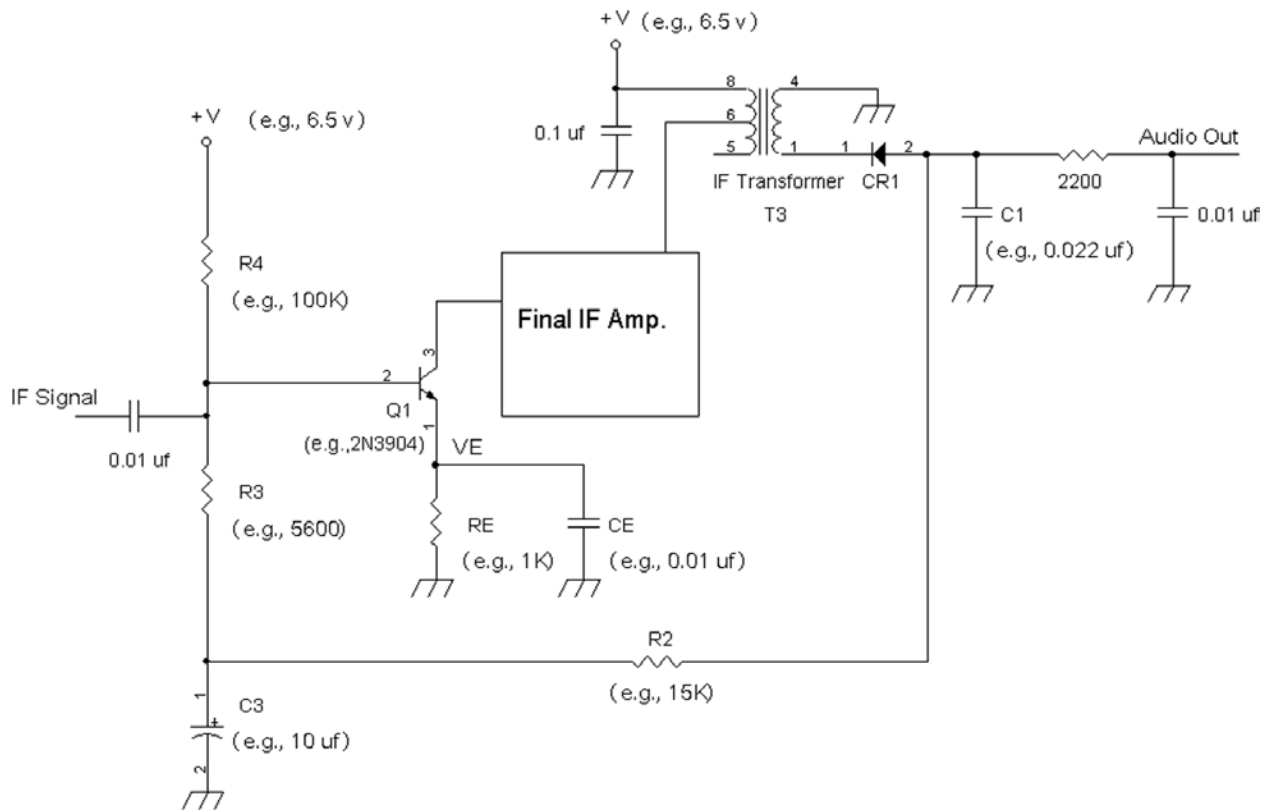 +V (e.g., 6.5 v)
8
4
+V (e.g., 6.5 v)
6
0.1 uf
5
1
1
2
Audio Out
IF Transformer
CR1
2200
T3
C1
0.01 uf
(e.g., 0.022 uf)
R4
(e.g., 100K)
Final IF Amp.
3
2
IF Signal
Q1
1
(e.g.,2N3904)
VE
0.01 uf
R3
(e.g., 5600)
RE
CE
(e.g., 1K)
(e.g., 0.01 uf)
R2
(e.g., 15K)
1
C3
+
(e.g., 10 uf)
2